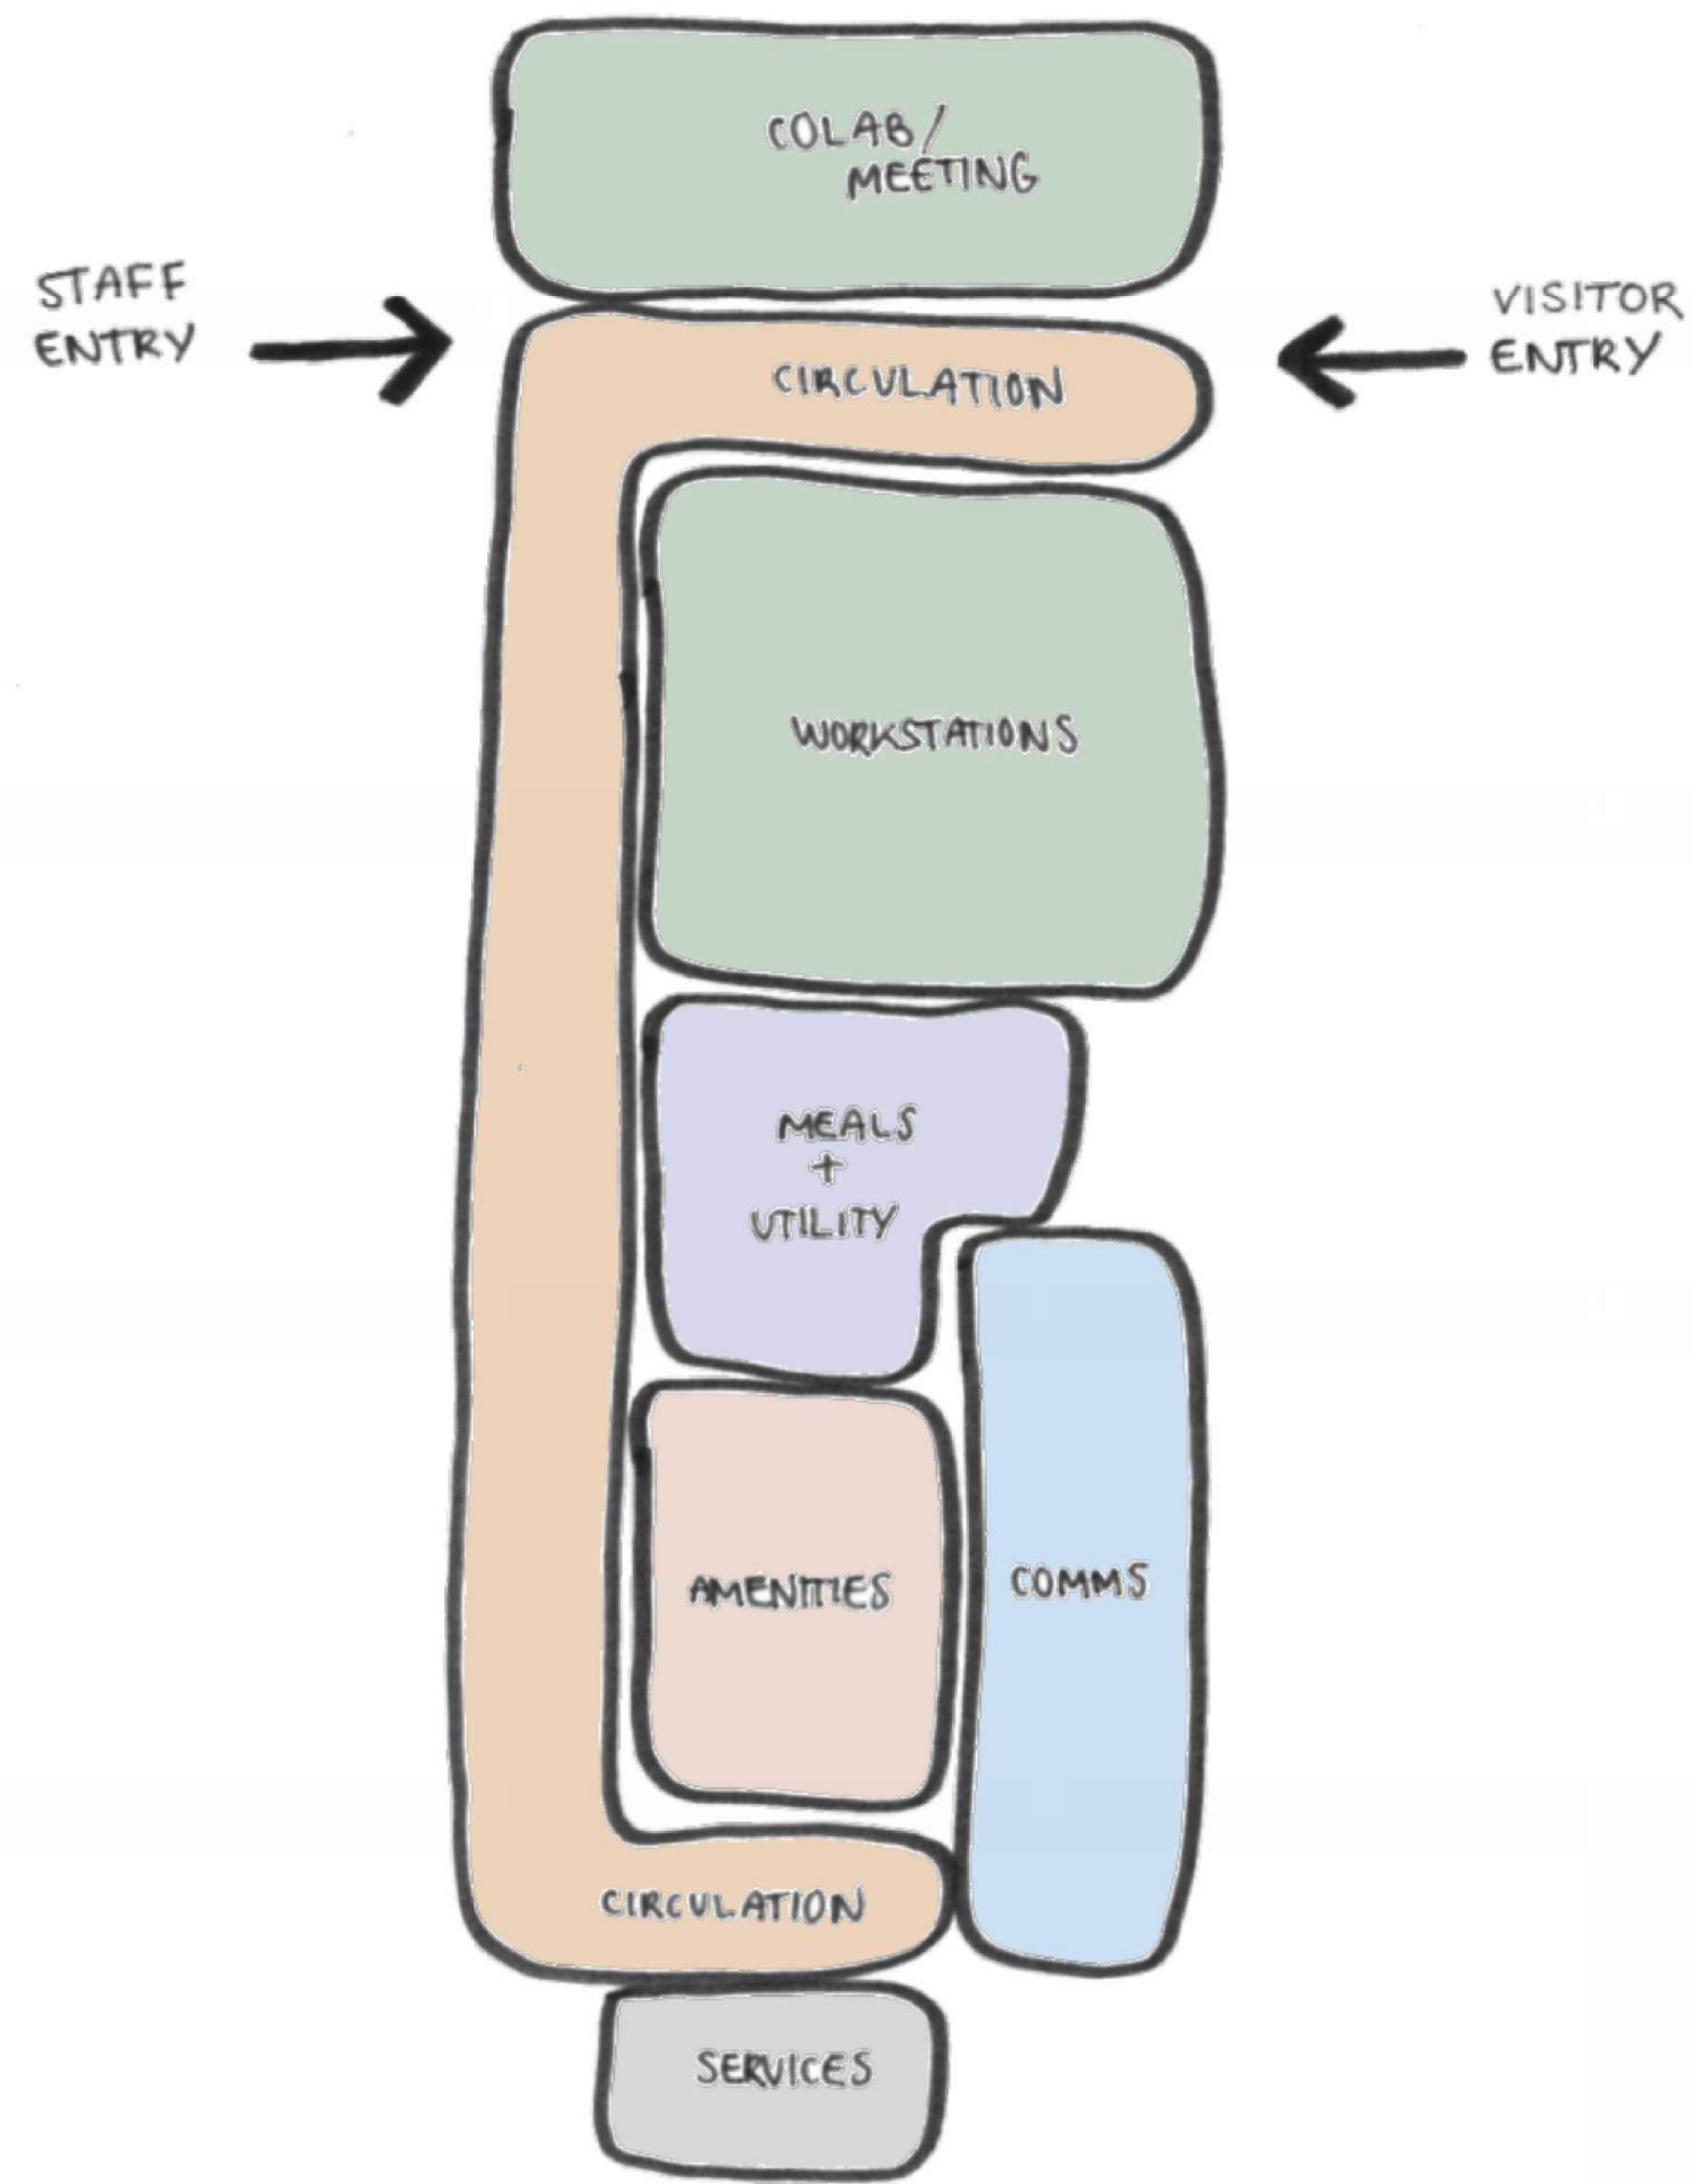 COLAB/
MEETING
STAFF
ENTRY
VISITOR
ENTRY
CIRCULATION
WORKSTATIONS
MEALS
+
UTILITY
AMENITIES
COMMS
CIRCULATION
SERVICES